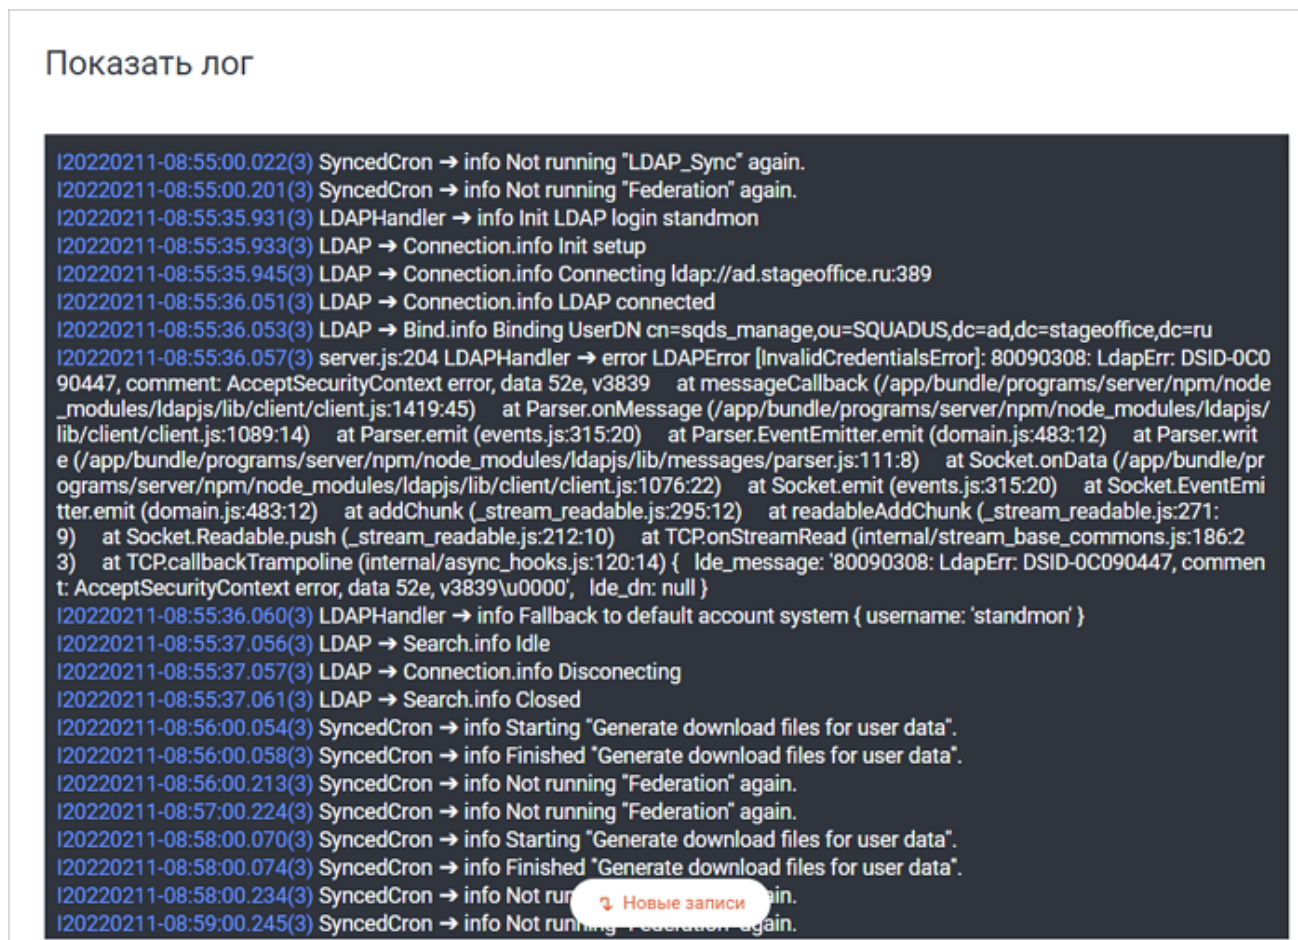 Показать лог
I20220211-08:55:00.022(3) SyncedCron ➔ info Not running "LDAP_Sync" again.
I20220211-08:55:00.201(3) SyncedCron ➔ info Not running "Federation" again.
I20220211-08:55:35.931(3) LDAPHandler ➔ info Init LDAP login standmon
I20220211-08:55:35.933(3) LDAP ➔ Connection.info Init setup
I20220211-08:55:35.945(3) LDAP ➔ Connection.info Connecting ldap://ad.stageoffice.ru:389
I20220211-08:55:36.051(3) LDAP ➔ Connection.info LDAP connected
I20220211-08:55:36.053(3) LDAP ➔ Bind.info Binding UserDN cn=sqds_manage,ou=SQUADUS,dc=ad,dc=stageoffice,dc=ru
I20220211-08:55:36.057(3) server.js:204 LDAPHandler ➔ error LDAPError [InvalidCredentialsError]: 80090308: LdapErr: DSID-0C0
90447, comment: AcceptSecurityContext error, data 52e, v3839 at messageCallback (/app/bundle/programs/server/npm/node
_modules/ldapjs/lib/client/client.js:1419:45) at Parser.onMessage (/app/bundle/programs/server/npm/node_modules/ldapjs/
lib/client/client.js:1089:14) at Parser.emit (events.js:315:20) at Parser.EventEmitter.emit (domain.js:483:12) at Parser.writ
e (/app/bundle/programs/server/npm/node_modules/ldapjs/lib/messages/parser.js:111:8) at Socket.onData (/app/bundle/pr
ograms/server/npm/node_modules/ldapjs/lib/client/client.js:1076:22) at Socket.emit (events.js:315:20) at Socket.EventEmi
tter.emit (domain.js:483:12) at addChunk (_stream_readable.js:295:12) at readableAddChunk (_stream_readable.js:271:
9) at Socket.Readable.push (_stream_readable.js:212:10) at TCP.onStreamRead (internal/stream_base_commons.js:186:2
3) at TCP.callbackTrampoline (internal/async_hooks.js:120:14) { lde_message: '80090308: LdapErr: DSID-0C090447, commen
t: AcceptSecurityContext error, data 52e, v3839\u0000', lde_dn: null }
I20220211-08:55:36.060(3) LDAPHandler ➔ info Fallback to default account system { username: 'standmon' }
I20220211-08:55:37.056(3) LDAP ➔ Search.info Idle
I20220211-08:55:37.057(3) LDAP ➔ Connection.info Disconecting
I20220211-08:55:37.061(3) LDAP ➔ Search.info Closed
I20220211-08:56:00.054(3) SyncedCron ➔ info Starting "Generate download files for user data".
I20220211-08:56:00.058(3) SyncedCron ➔ info Finished "Generate download files for user data".
I20220211-08:56:00.213(3) SyncedCron ➔ info Not running "Federation" again.
I20220211-08:57:00.224(3) SyncedCron ➔ info Not running "Federation" again.
I20220211-08:58:00.070(3) SyncedCron ➔ info Starting "Generate download files for user data".
I20220211-08:58:00.074(3) SyncedCron ➔ info Finished "Generate download files for user data".
I20220211-08:58:00.234(3) SyncedCron ➔ info Not
Новые записи
I20220211-08:59:00.245(3) SyncedCron ➔ info Not again.